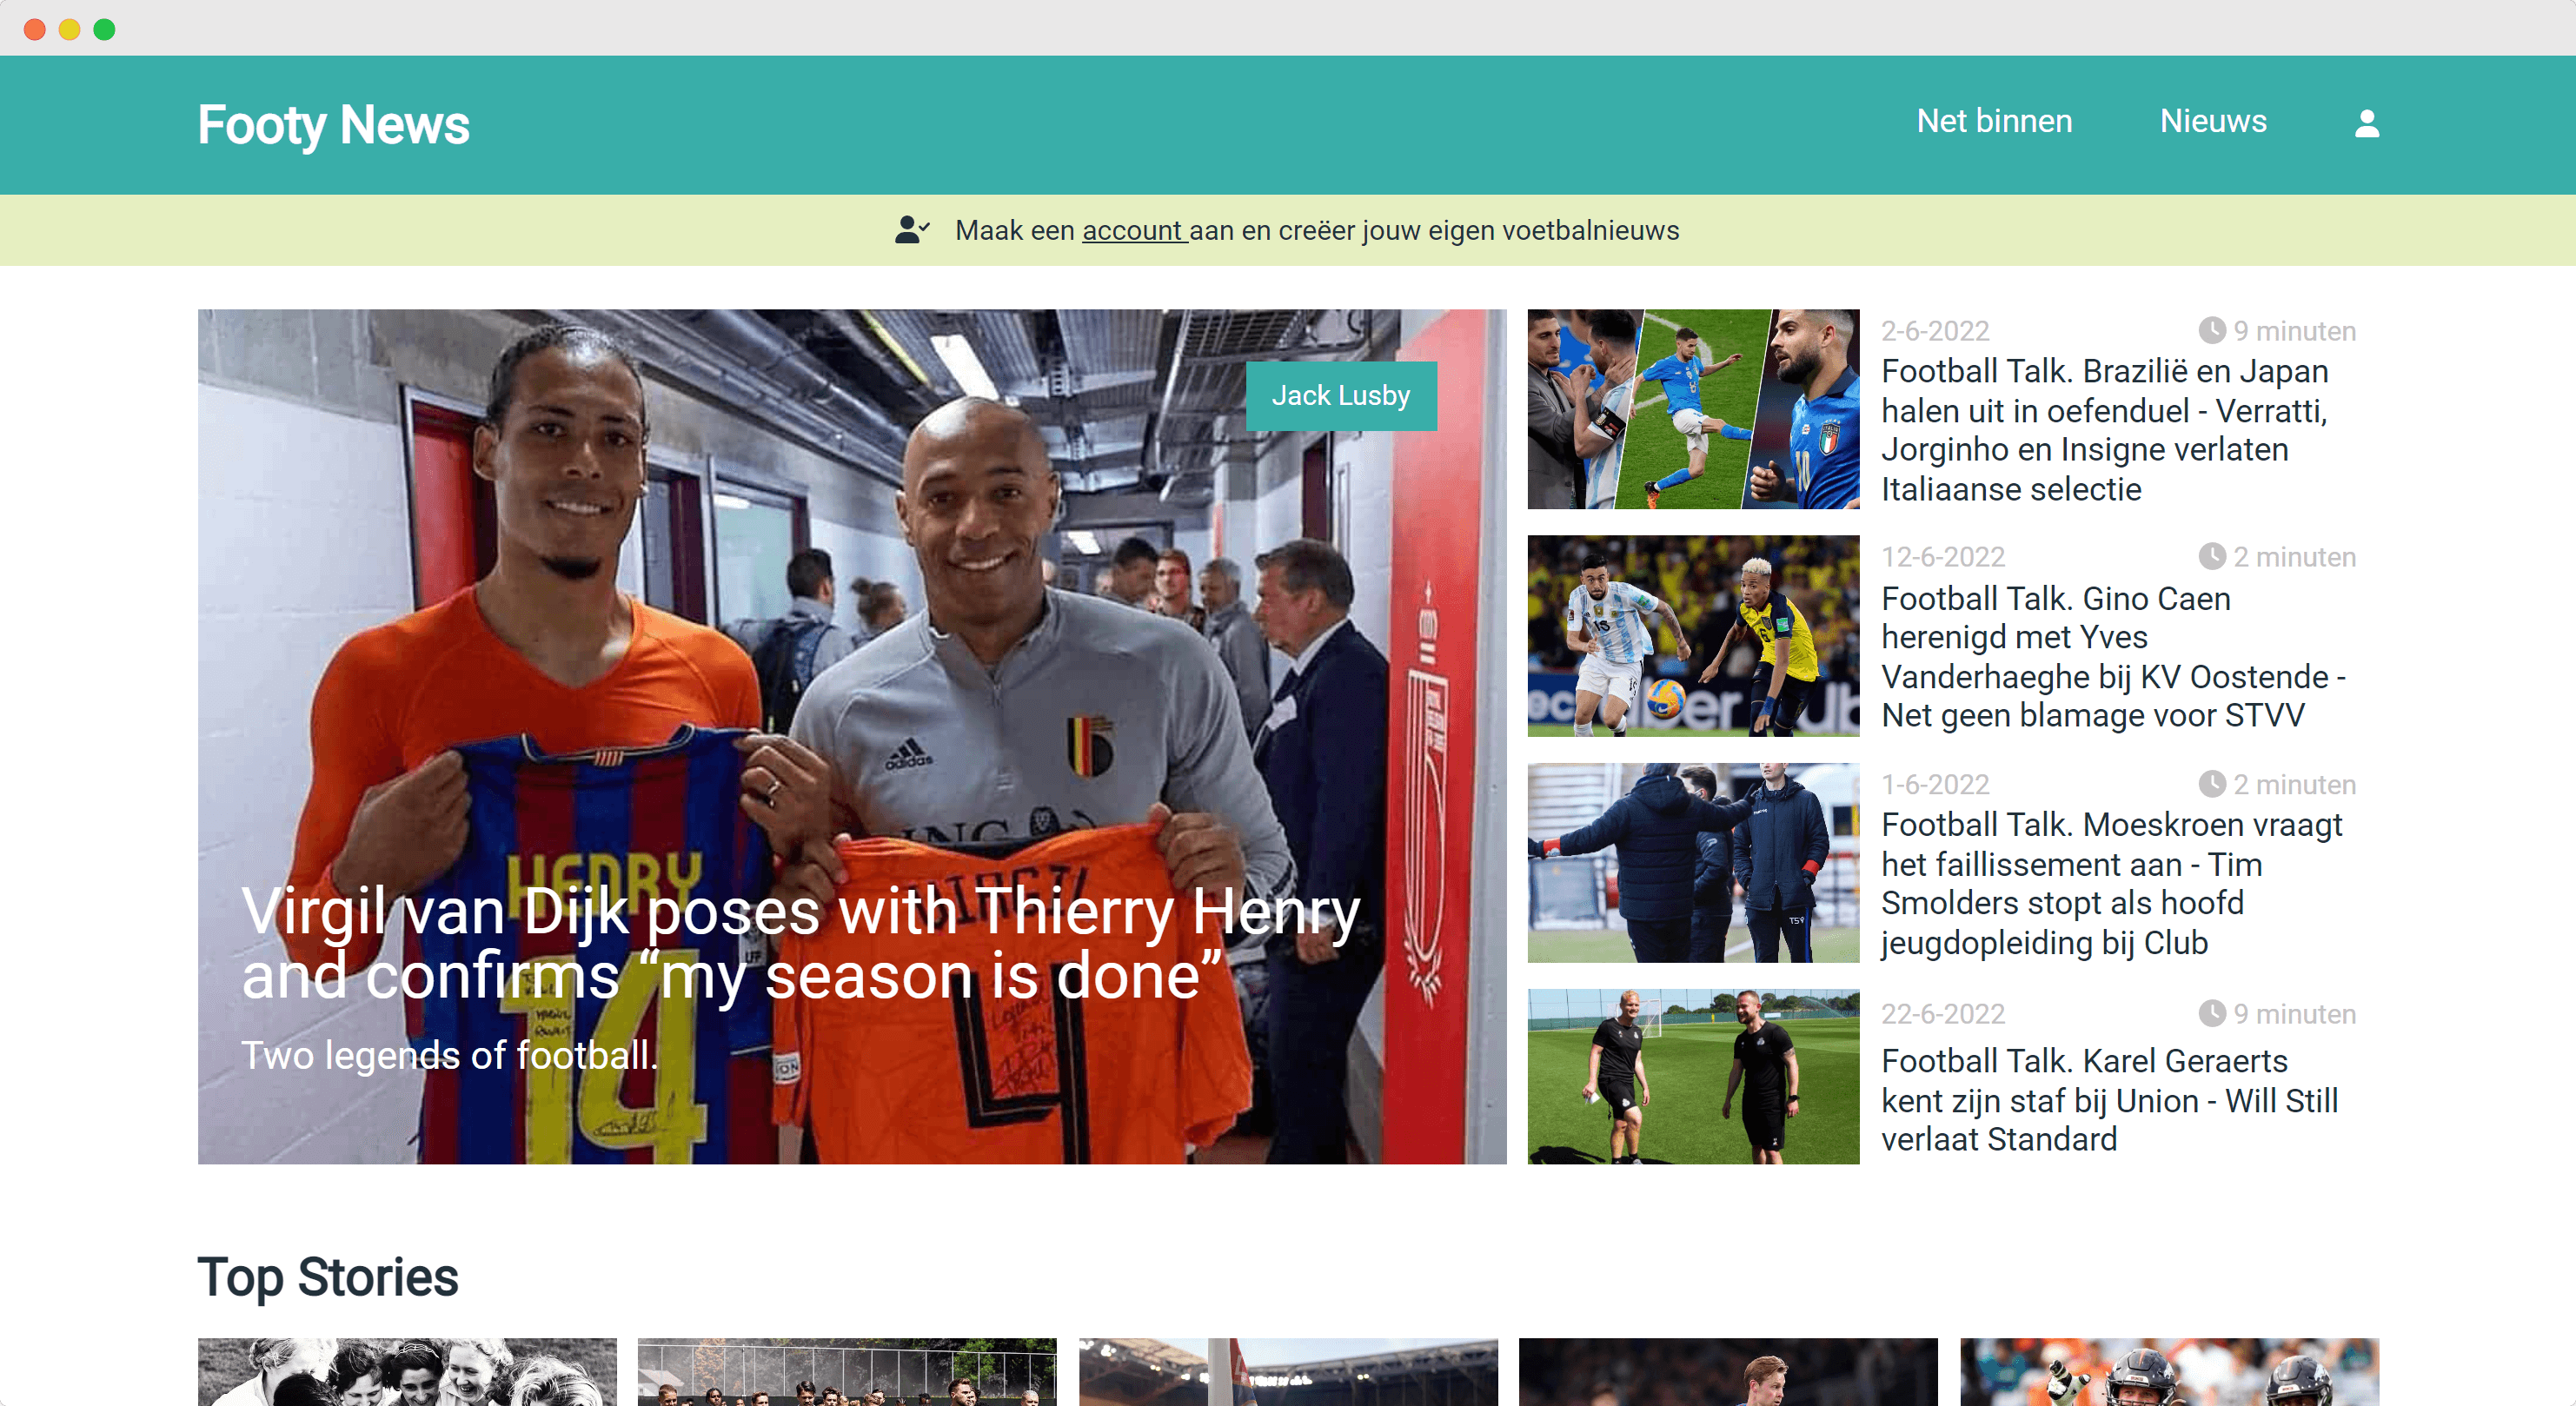 Footy News
Net binnen
Nieuws
Maak een account aan en creëer jouw eigen voetbalnieuws
Jack Lusby
adidas
HENRY
14
4
Virgil van Dijk poses with Thierry Henry
and confirms “my season is done”
Two legends of football.
2-6-2022
9 minuten
Football Talk. Brazilië en Japan
halen uit in oefenduel - Verratti,
Jorginho en Insigne verlaten
Italiaanse selectie
10
12-6-2022
2 minuten
Football Talk. Gino Caen
herenigd met Yves
Vanderhaeghe bij KV Oostende -
Net geen blamage voor STVV
1-6-2022
2 minuten
Football Talk. Moeskroen vraagt
het faillissement aan - Tim
Smolders stopt als hoofd
jeugdopleiding bij Club
22-6-2022
9 minuten
Football Talk. Karel Geraerts
kent zijn staf bij Union - Will Still
verlaat Standard
Top Stories